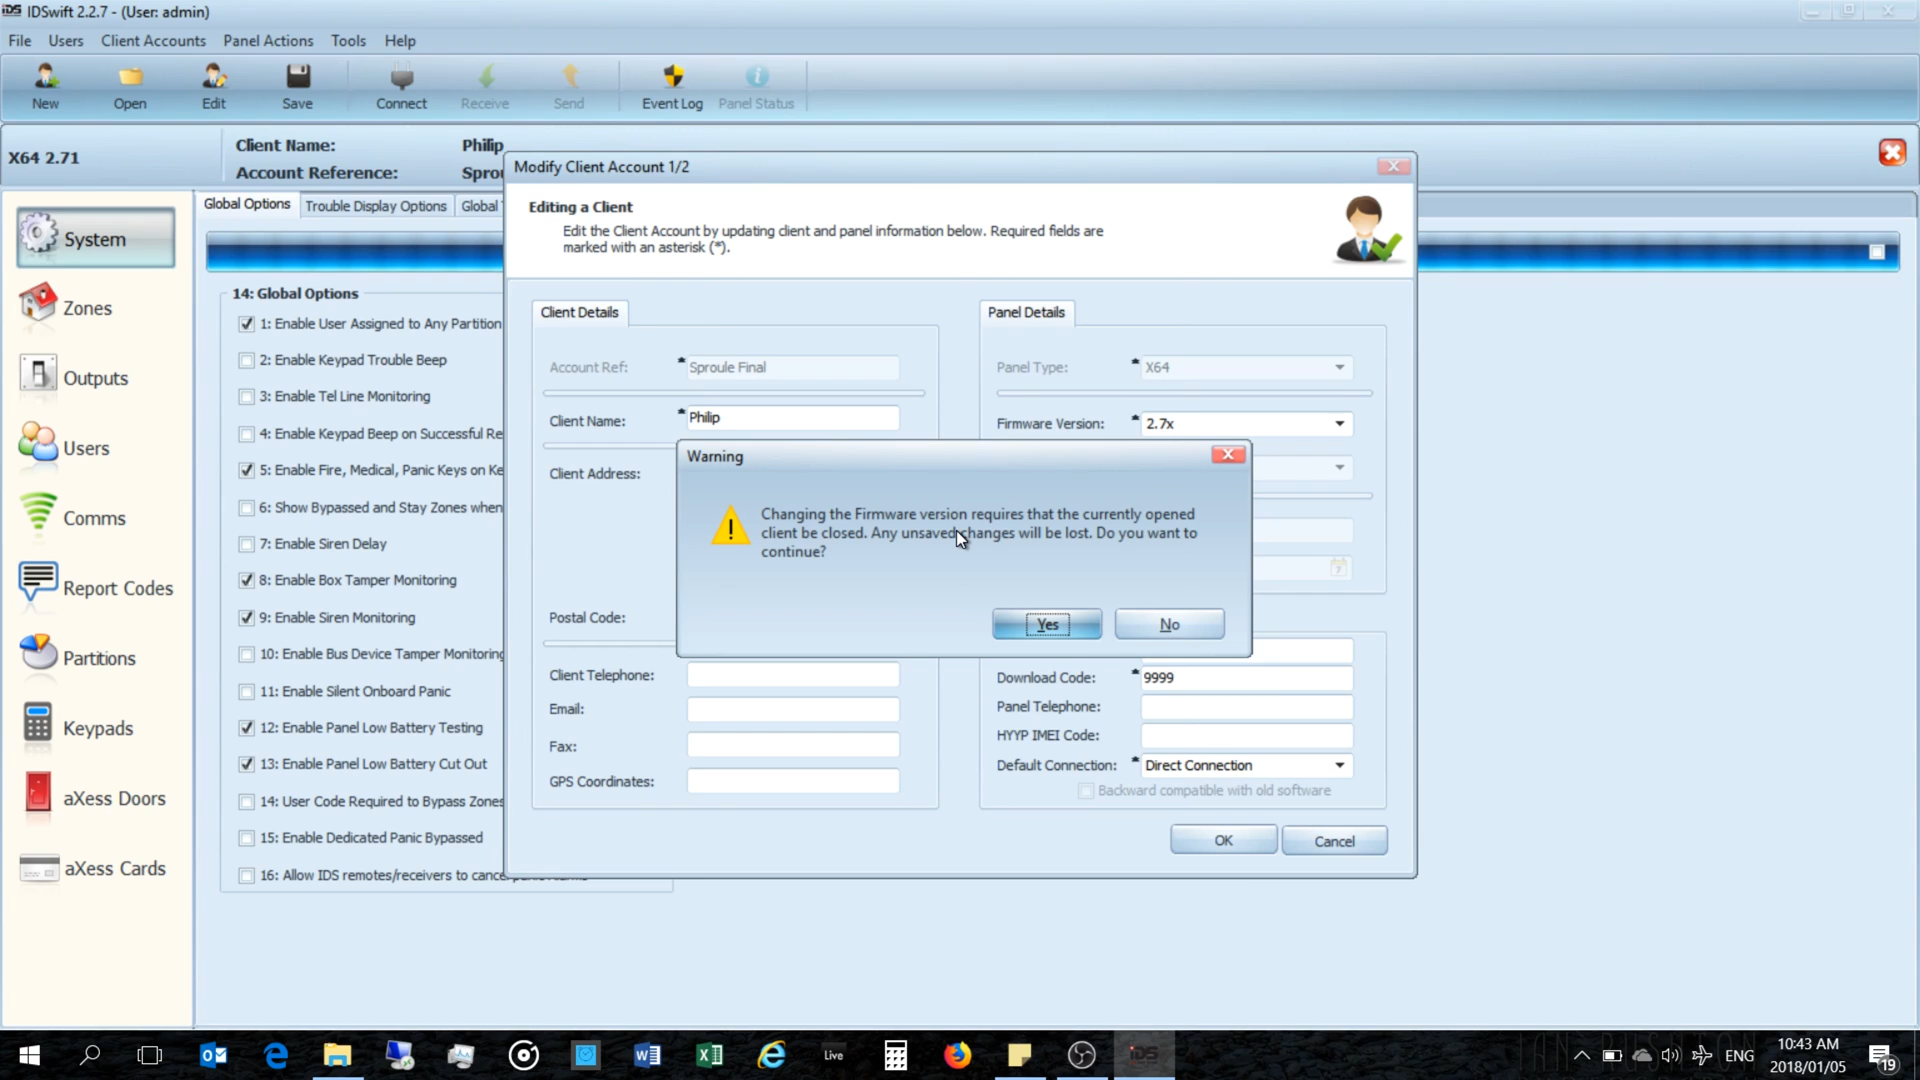 IDSwift 2.2.7 - (User: admin)
File Users Client Accounts Panel Actions Tools Help
New Open Edit Save Connect Receive Send Event Log Panel Status
X64 2.71
Client Name: Philip
Account Reference: Sprou
System
Zones
Outputs
Users
Comms
Report Codes
Partitions
Keypads
aXess Doors
aXess Cards
Global Options Trouble Display Options Global
14: Global Options
1: Enable User Assigned to Any Partition
2: Enable Keypad Trouble Beep
3: Enable Tel Line Monitoring
4: Enable Keypad Beep on Successful Re
5: Enable Fire, Medical, Panic Keys on Ke
6: Show Bypassed and Stay Zones when
7: Enable Siren Delay
8: Enable Box Tamper Monitoring
9: Enable Siren Monitoring
10: Enable Bus Device Tamper Monitoring
11: Enable Silent Onboard Panic
12: Enable Panel Low Battery Testing
13: Enable Panel Low Battery Cut Out
14: User Code Required to Bypass Zones
15: Enable Dedicated Panic Bypassed
16: Allow IDS remotes/receivers to cance
Modify Client Account 1/2
Editing a Client
Edit the Client Account by updating client and panel information below. Required fields are
marked with an asterisk (*).
Client Details
Account Ref: * Sproule Final
Client Name: * Philip
Client Address:
Postal Code:
Client Telephone:
Email:
Fax:
GPS Coordinates:
Panel Details
Panel Type: * X64
Firmware Version: * 2.7x
7
Download Code: * 9999
Panel Telephone:
HYYP IMEI Code:
Default Connection: * Direct Connection
Backward compatible with old software
OK Cancel
Warning
Changing the Firmware version requires that the currently opened
client be closed. Any unsaved changes will be lost. Do you want to
continue?
Yes No
Live
IDS
ENG
10:43 AM
2018/01/05
19